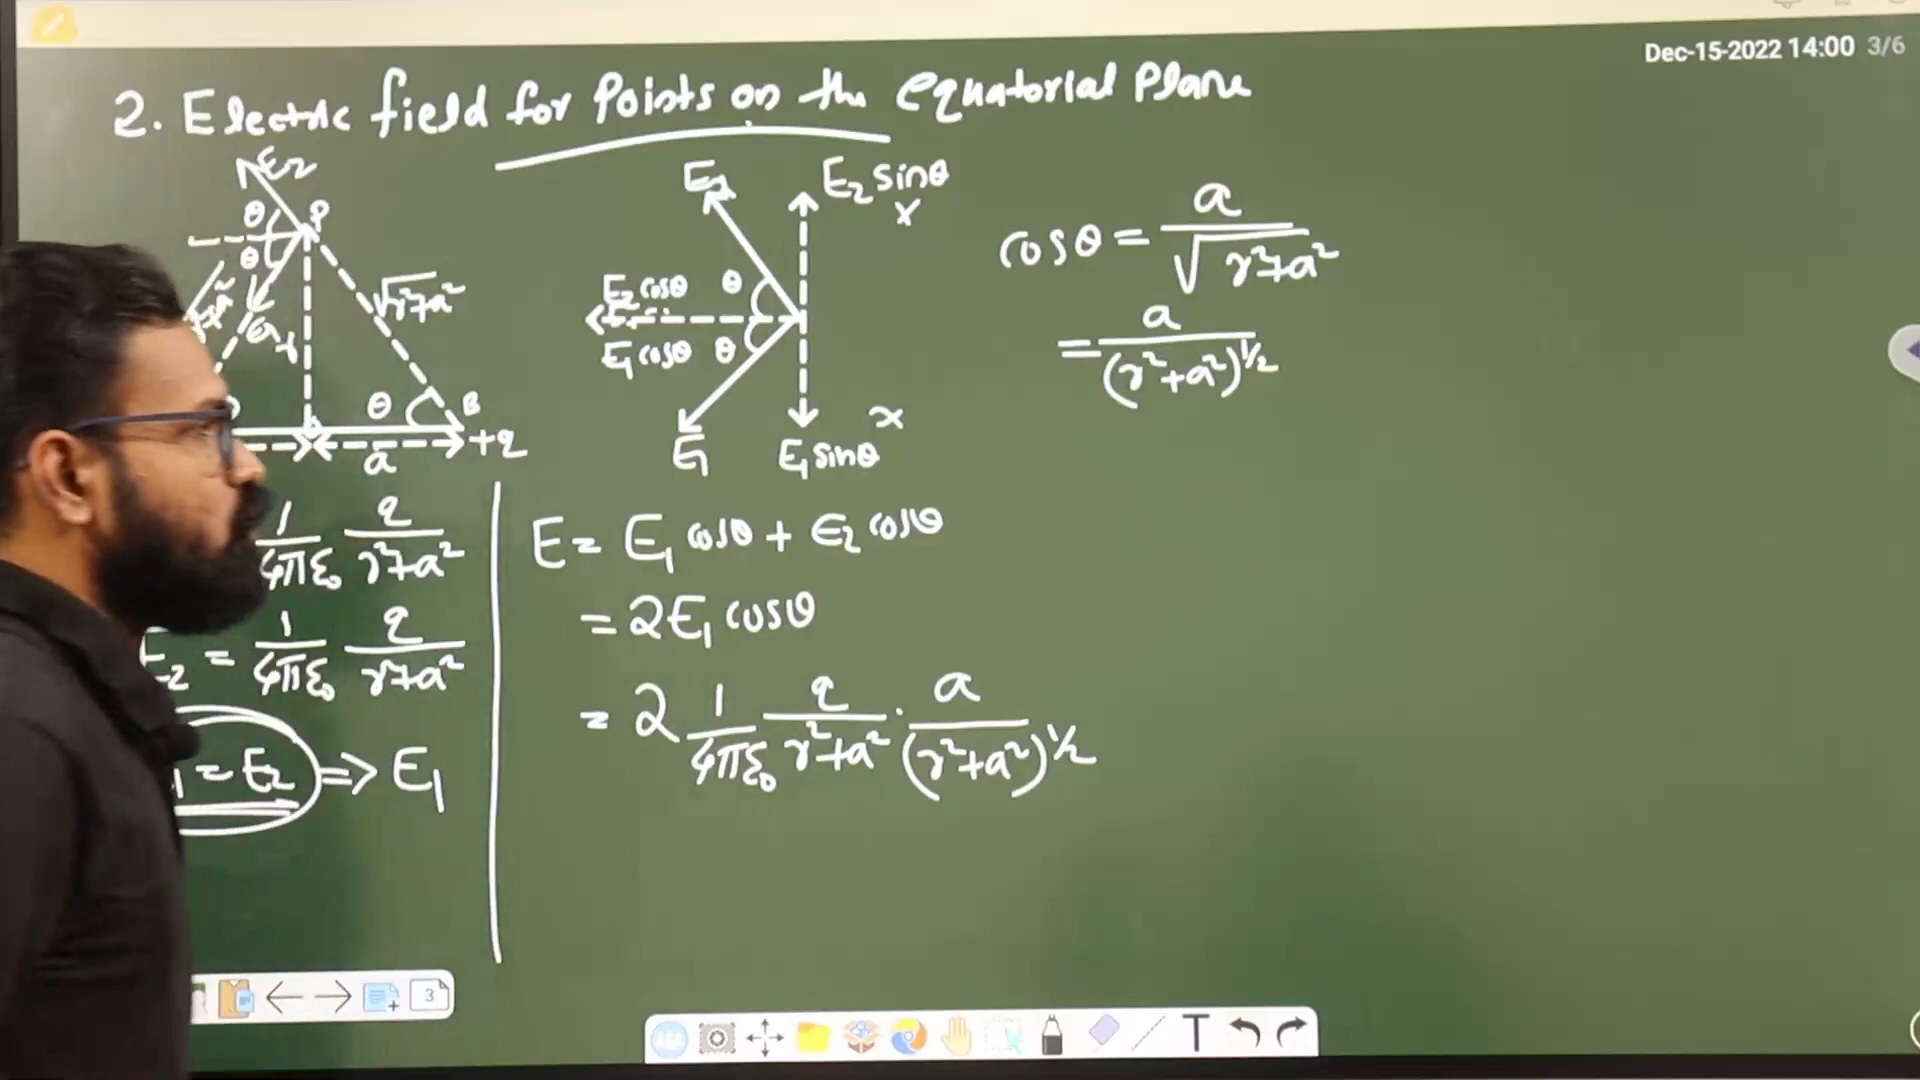 Dec-15-2022 14:00 3/6
2. Electric field for Points on the equatorial Plane
E2
θ P
θ
√r²+a²
r
θ B
+q
a
E2 E2 sinθ
x
E2 cosθ θ
E1 cosθ θ
x
E1 E1 sinθ
cosθ = a/√r²+a²
= a/(r²+a²)^1/2
1/4πε0 q/r²+a²
E2 = 1/4πε0 q/r²+a²
1 = E2 => E1
E = E1 cosθ + E2 cosθ
= 2E1 cosθ
= 2 1/4πε0 q/r²+a² · a/(r²+a²)^1/2
3
T